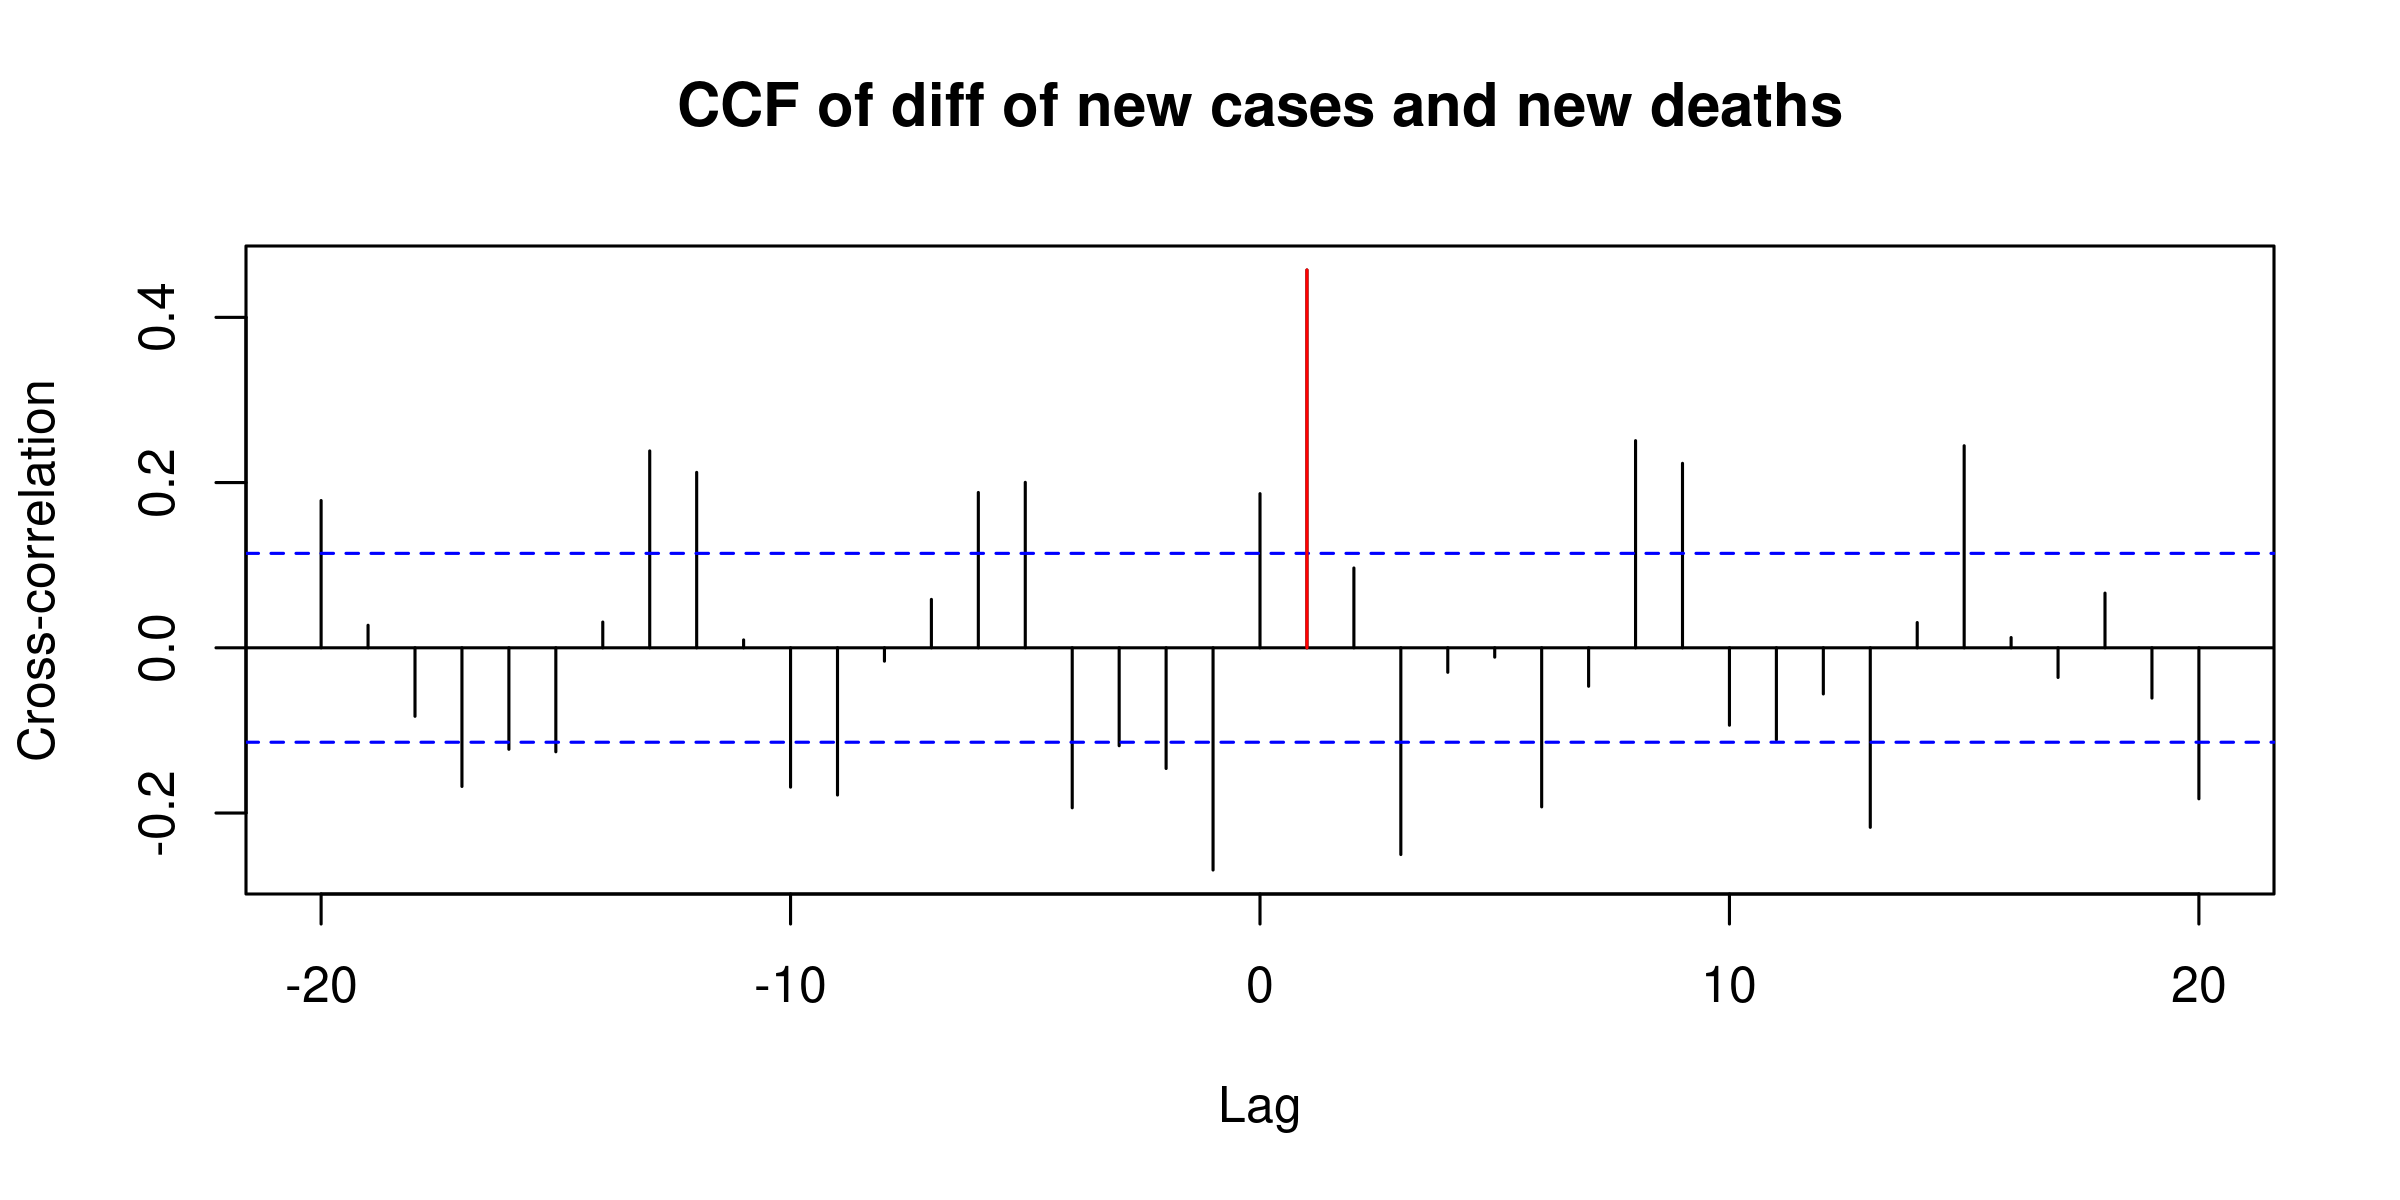 CCF of diff of new cases and new deaths
Cross-correlation
0.4
0.2
0.0
-0.2
-20 -10 0 10 20
Lag